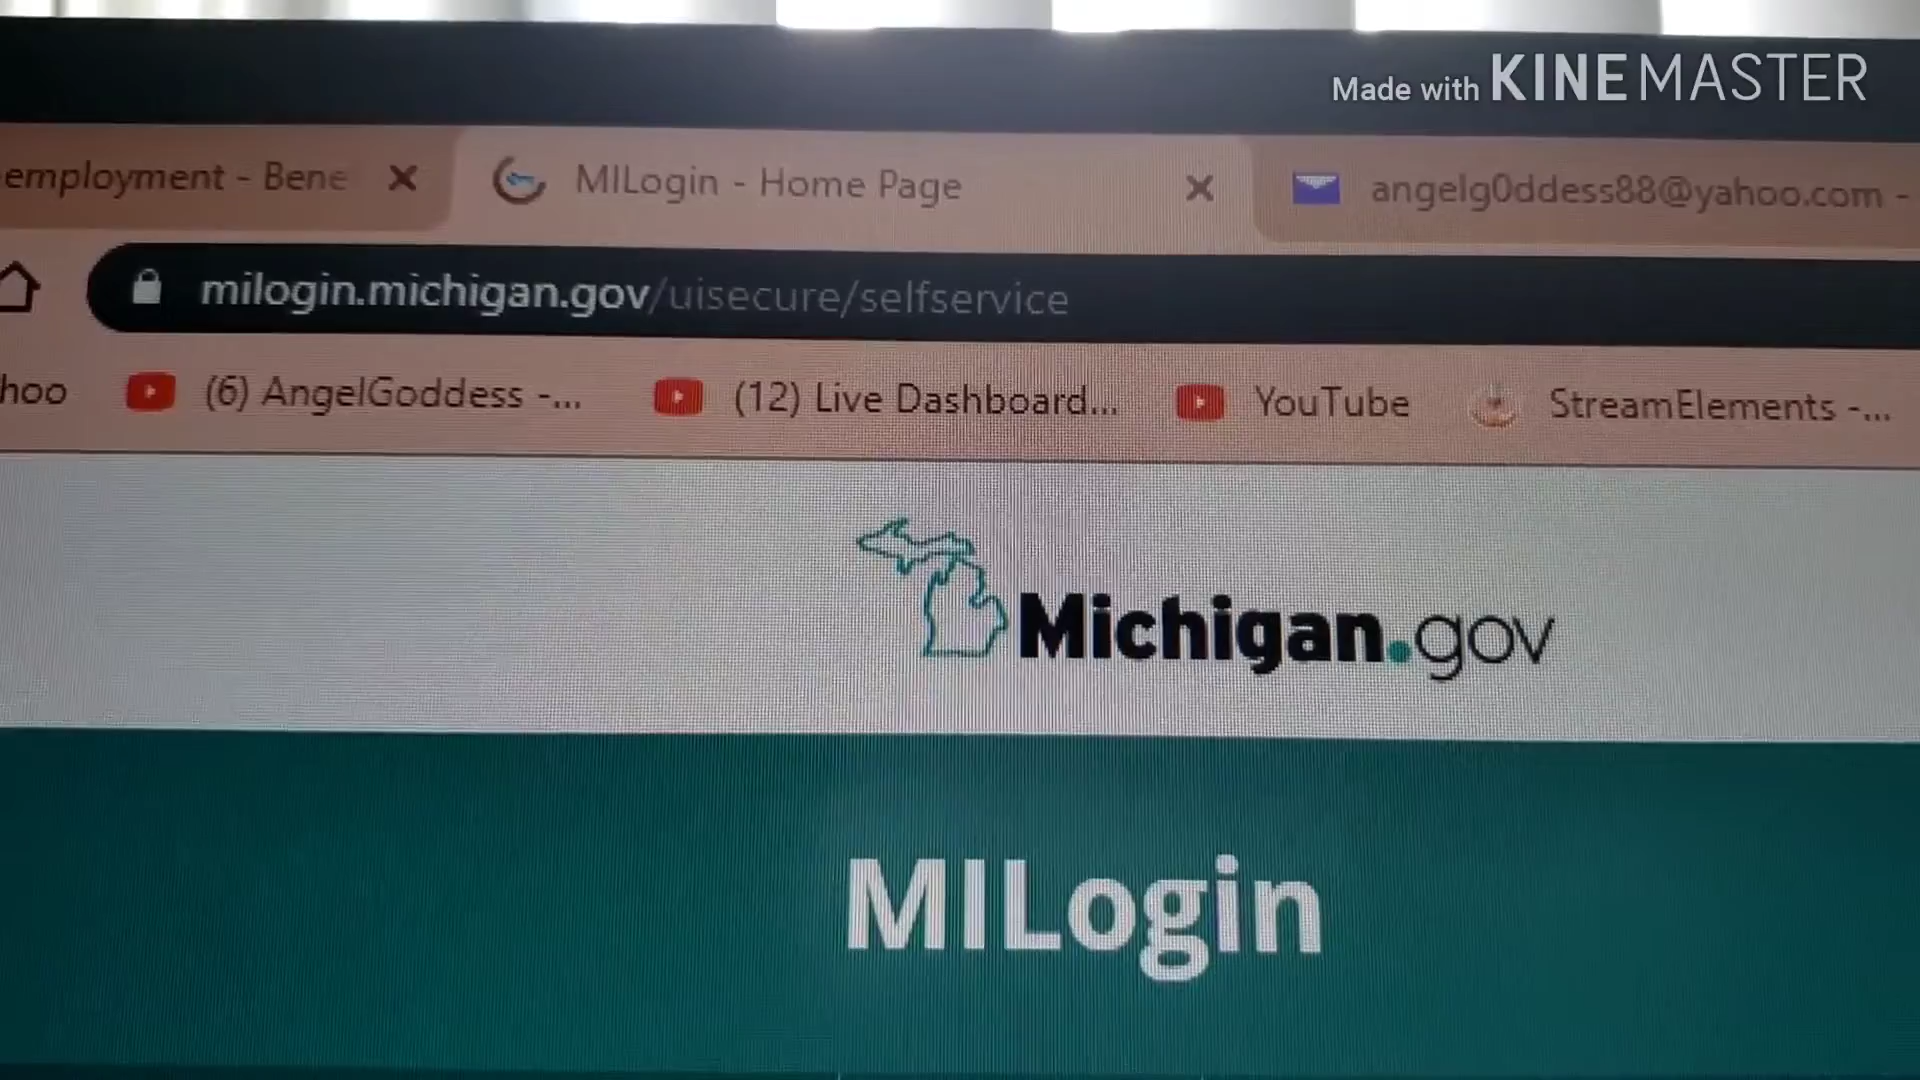 Made with KINEMASTER
employment - Bene
MILogin - Home Page
angelg0ddess88@yahoo.com -
milogin.michigan.gov/uisecure/selfservice
hoo
(6) AngelGoddess -...
(12) Live Dashboard...
YouTube
StreamElements -...
Michigan.gov
MILogin